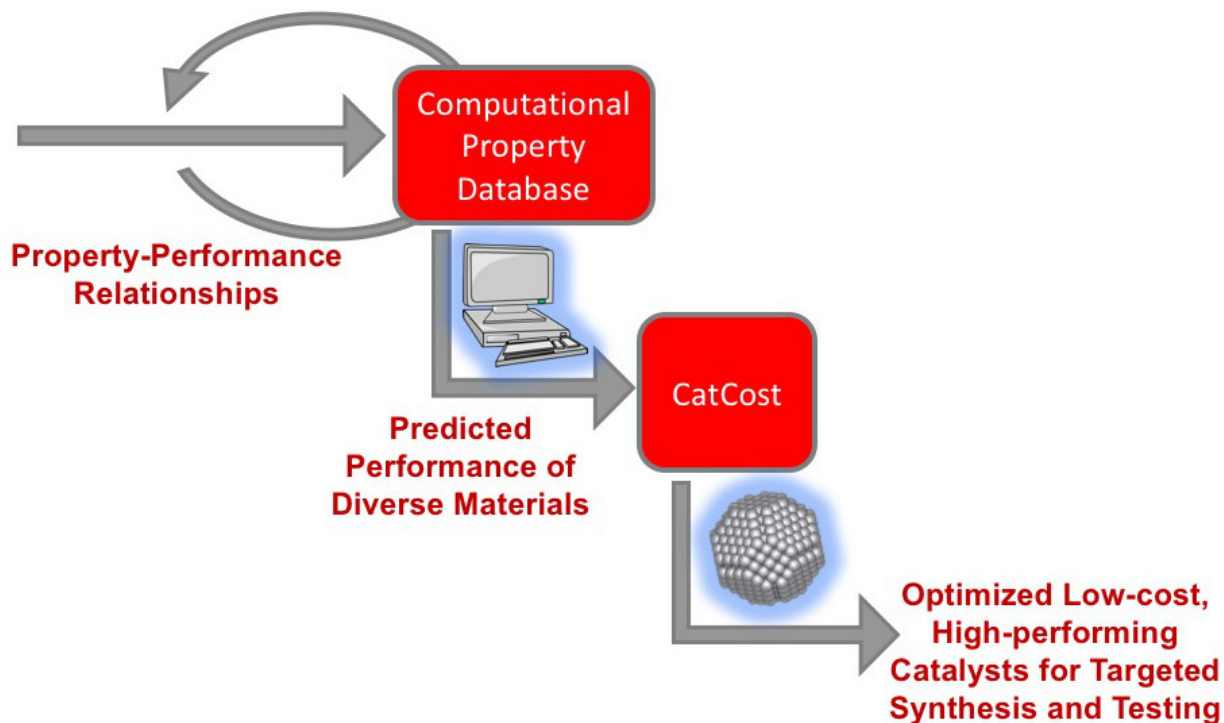 Computational
Property
Database
Property-Performance
Relationships
CatCost
Predicted
Performance of
Diverse Materials
Optimized Low-cost,
High-performing
Catalysts for Targeted
Synthesis and Testing